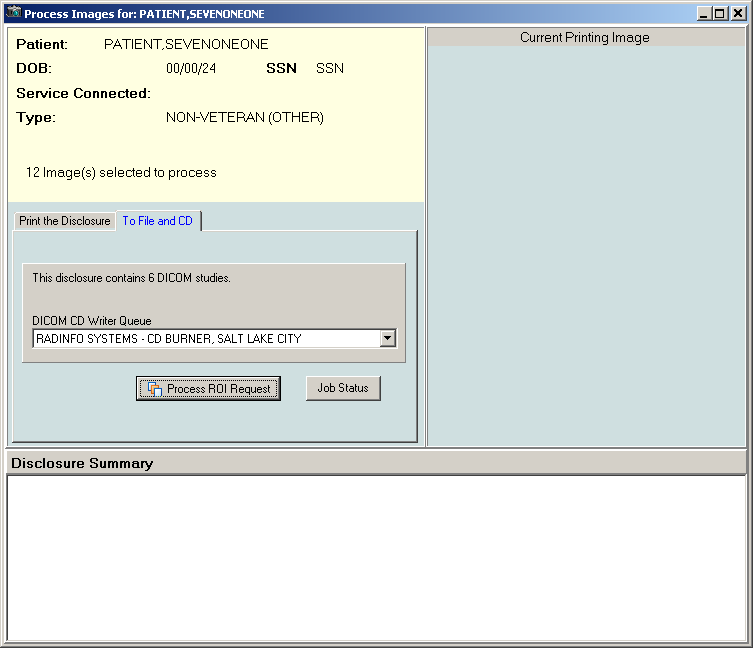 Process Images for: PATIENT,SEVENONEONE
Patient: PATIENT,SEVENONEONE
DOB: 00/00/24 SSN SSN
Service Connected:
Type: NON-VETERAN (OTHER)
12 Image(s) selected to process
Current Printing Image
Print the Disclosure To File and CD
This disclosure contains 6 DICOM studies.
DICOM CD Writer Queue
RADINFO SYSTEMS - CD BURNER, SALT LAKE CITY
Process ROI Request Job Status
Disclosure Summary